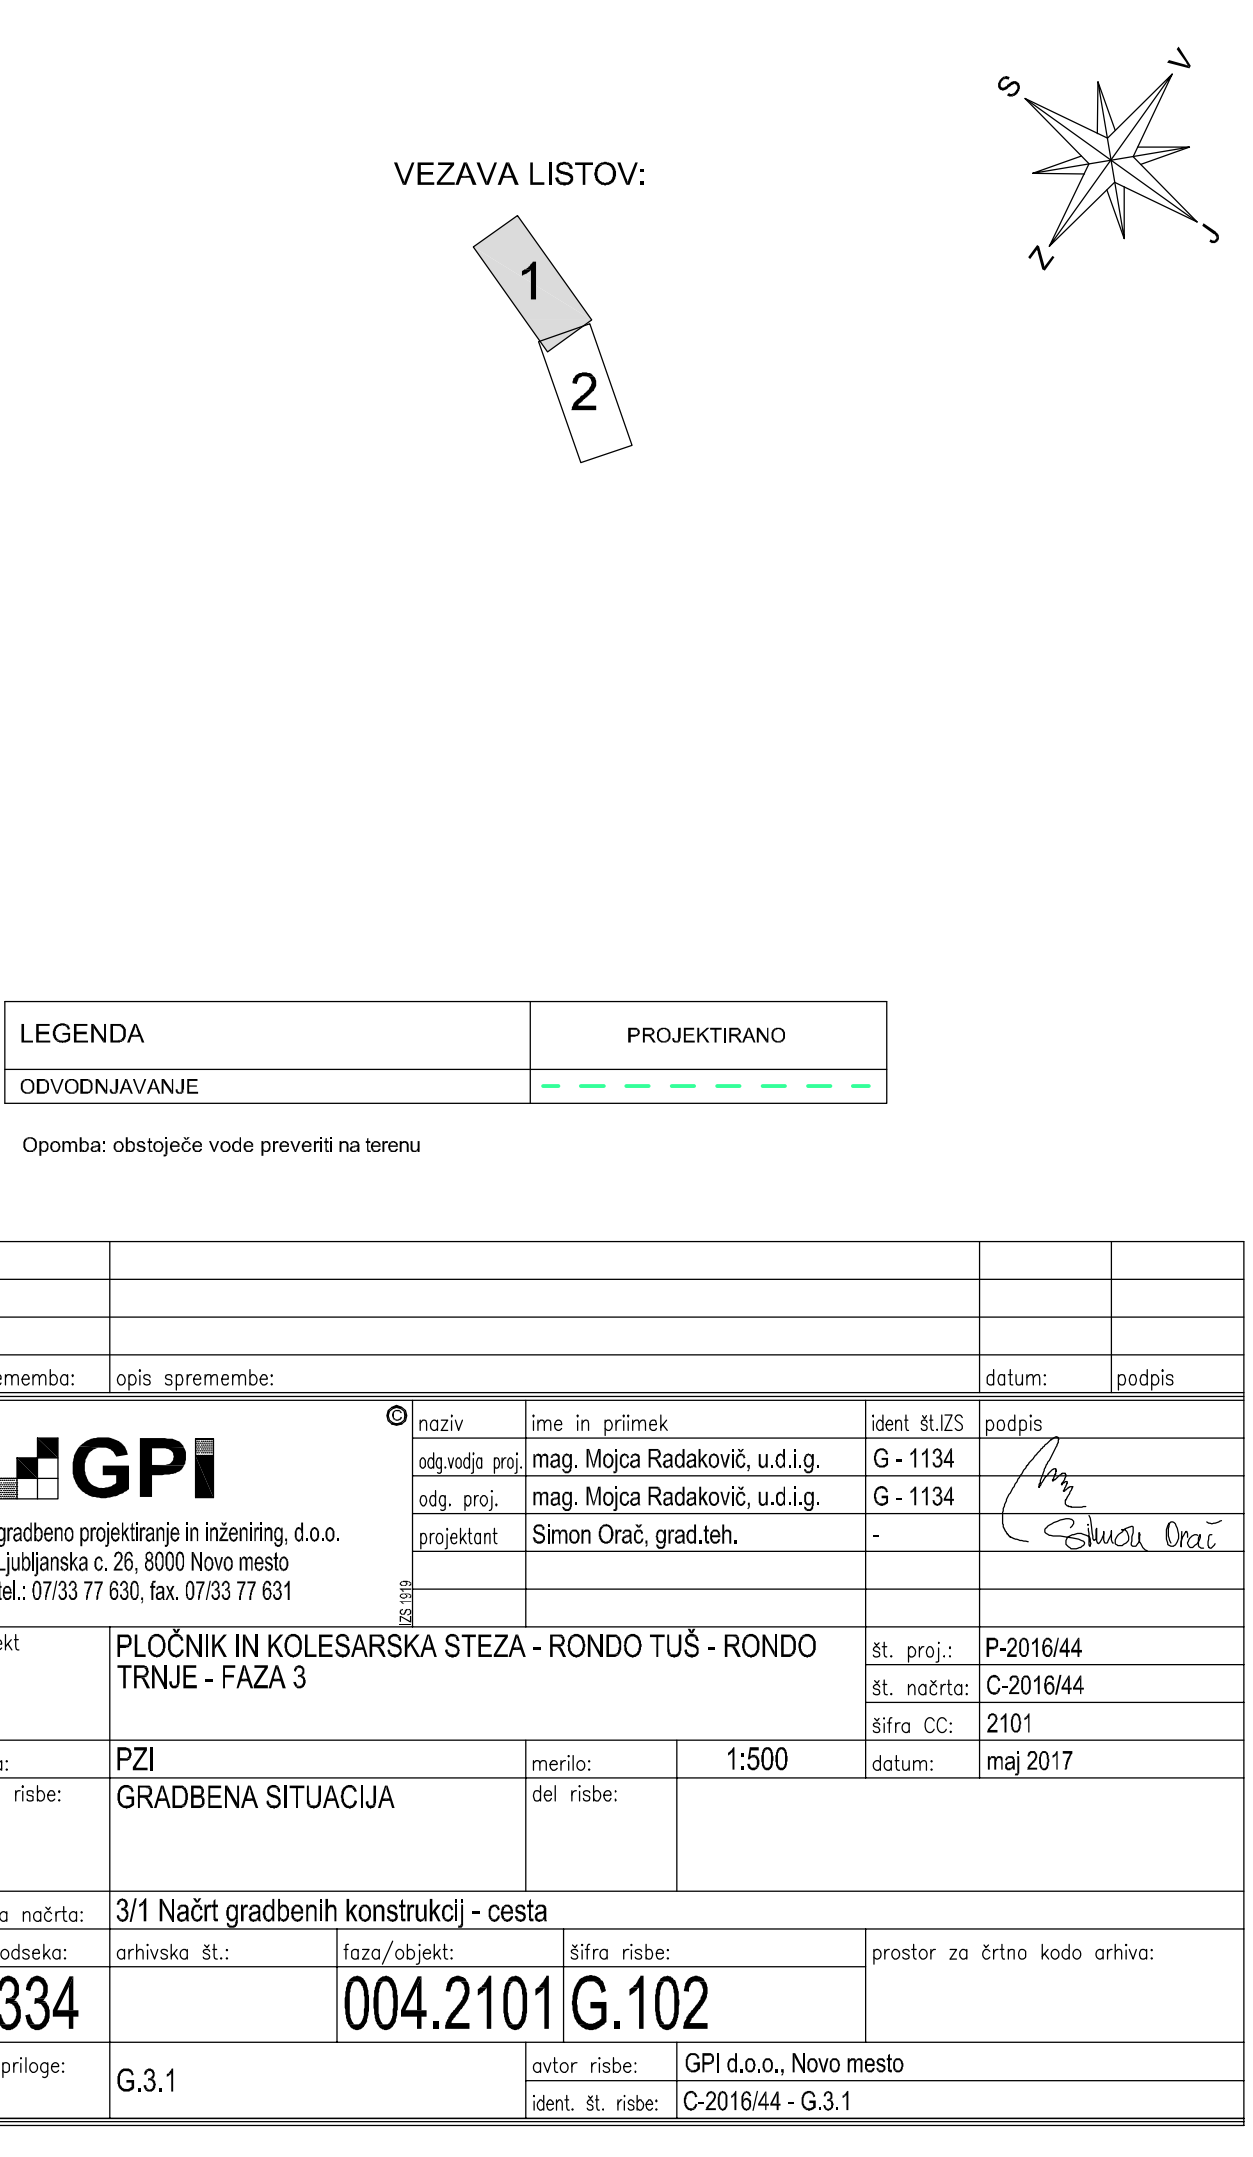 S
V
J
Z
VEZAVA LISTOV:
1
2
LEGENDA
PROJEKTIRANO
ODVODNJAVANJE
Opomba: obstoječe vode preveriti na terenu
opis spremembe:
datum:
podpis
©
GPI
gradbeno projektiranje in inženiring, d.o.o.
Ljubljanska c. 26, 8000 Novo mesto
tel.: 07/33 77 630, fax. 07/33 77 631
IZS 1919
naziv
ime in priimek
ident št.IZS
podpis
odg.vodja proj.
mag. Mojca Radakovič, u.d.i.g.
G - 1134
odg. proj.
mag. Mojca Radakovič, u.d.i.g.
G - 1134
projektant
Simon Orač, grad.teh.
-
Simon Orač
PLOČNIK IN KOLESARSKA STEZA - RONDO TUŠ - RONDO
TRNJE - FAZA 3
št. proj.:
P-2016/44
št. načrta:
C-2016/44
šifra CC:
2101
PZI
merilo:
1:500
datum:
maj 2017
risbe:
GRADBENA SITUACIJA
del risbe:
načrta:
3/1 Načrt gradbenih konstrukcij - cesta
odseka:
arhivska št.:
faza/objekt:
šifra risbe:
prostor za črtno kodo arhiva:
334
004.2101
G.102
priloge:
G.3.1
avtor risbe:
GPI d.o.o., Novo mesto
ident. št. risbe:
C-2016/44 - G.3.1